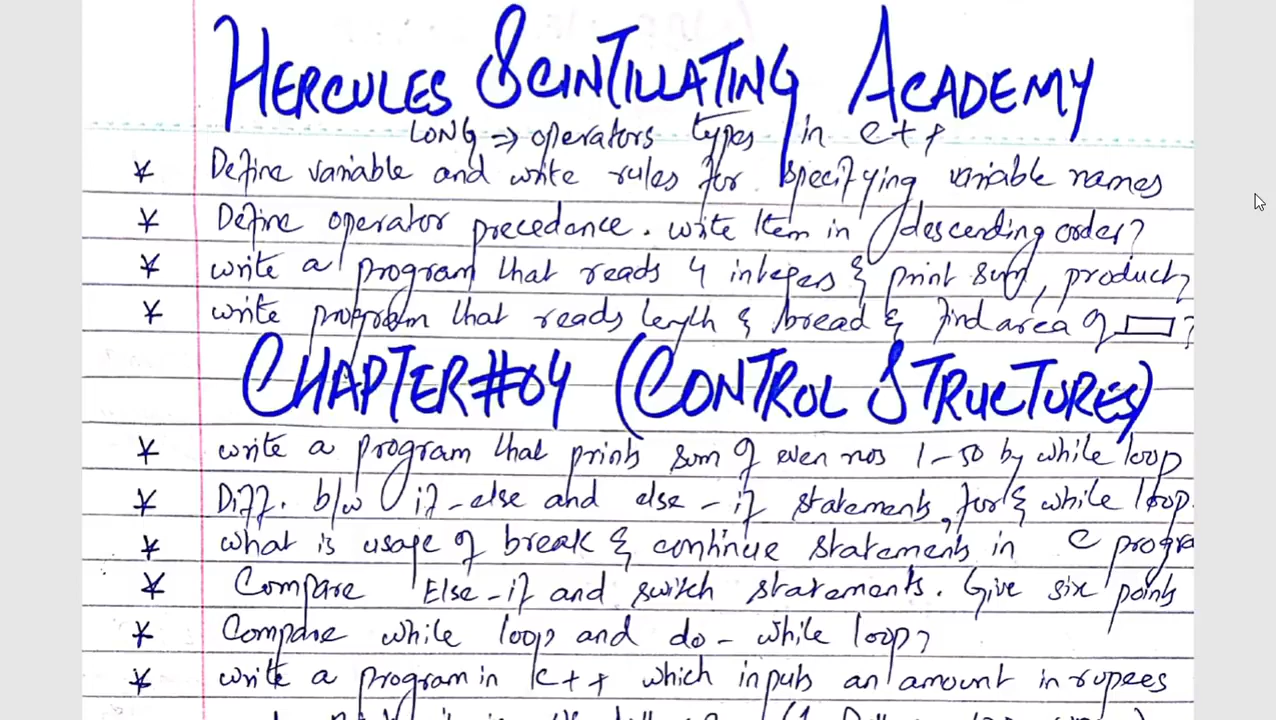 HERCULES SCINTILLATING ACADEMY
LONG => operators types in C++
* Define variable and write rules for specifying variable names
* Define operator precedance. write Item in descending order?
* write a program that reads 4 integers & print sum, product?
* write program that reads length & bread & find area of ?
CHAPTER#04 (CONTROL STRUCTURES)
* write a program that prints sum of even nos 1-50 by while loop
* Diff. b/w if-else and else-if statements, for & while loop.
* what is usage of break & continue statements in C progra
* Compare Else-if and switch statements. Give six points
* Compare while loop and do-while loop?
* write a program in C++ which inputs an amount in rupees